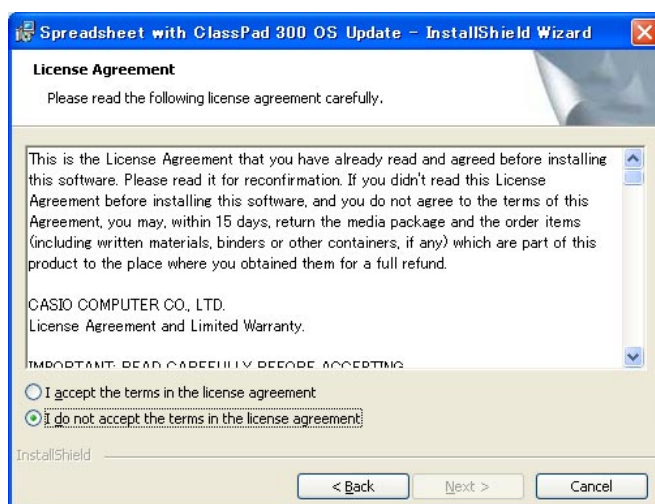 Spreadsheet with ClassPad 300 OS Update - InstallShield Wizard
License Agreement
Please read the following license agreement carefully.
This is the License Agreement that you have already read and agreed before installing
this software. Please read it for reconfirmation. If you didn't read this License
Agreement before installing this software, and you do not agree to the terms of this
Agreement, you may, within 15 days, return the media package and the order items
(including written materials, binders or other containers, if any) which are part of this
product to the place where you obtained them for a full refund.
CASIO COMPUTER CO., LTD.
License Agreement and Limited Warranty.
IMPORTANT: READ CAREFULLY BEFORE ACCEPTING
I accept the terms in the license agreement
I do not accept the terms in the license agreement
InstallShield
< Back
Next >
Cancel